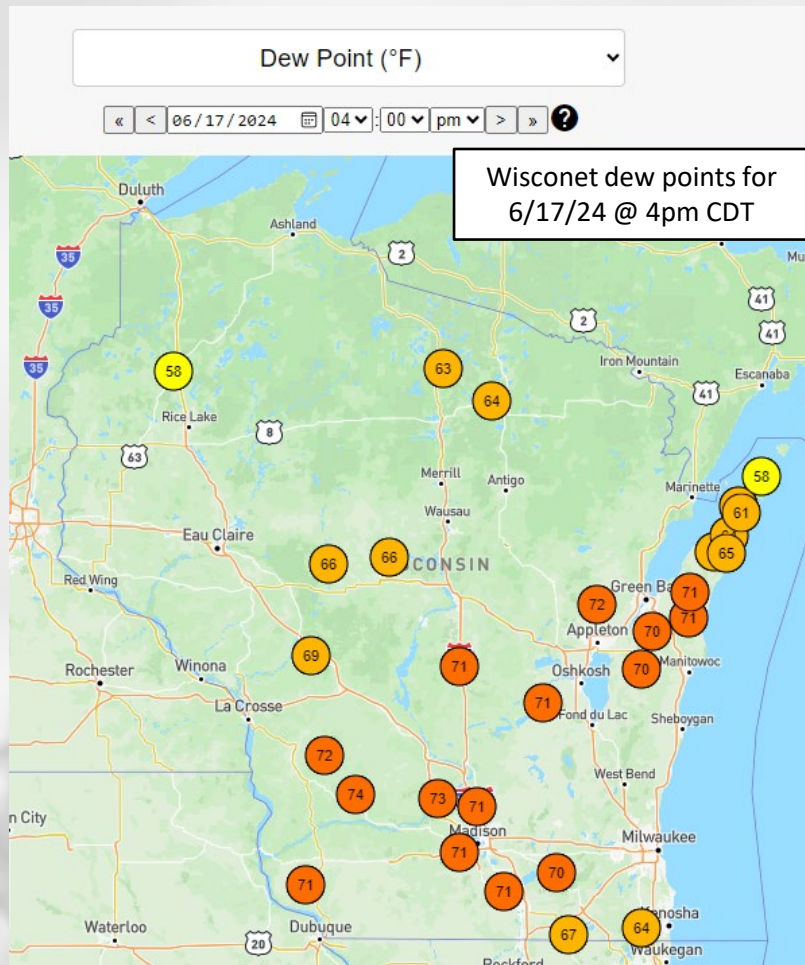 Dew Point (°F)
« < 06/17/2024 04 : 00 pm > » ?
Wisconet dew points for
6/17/24 @ 4pm CDT
Duluth
Ashland
2
35
41
35
2
41
Iron Mountain
35
58
63
Escanaba
64
41
Rice Lake
8
63
Merrill
Antigo
58
Marinette
Wausau
61
Eau Claire
66
66
65
Red Wing
Green
71
72
71
Appleton
70
69
71
70
Manitowoc
Rochester
Winona
Oshkosh
La Crosse
71
Fond du Lac
Sheboygan
72
74
73
71
West Bend
Madison
Milwaukee
71
70
71
71
64
Waterloo
Dubuque
67
20
Waukegan
Rockford